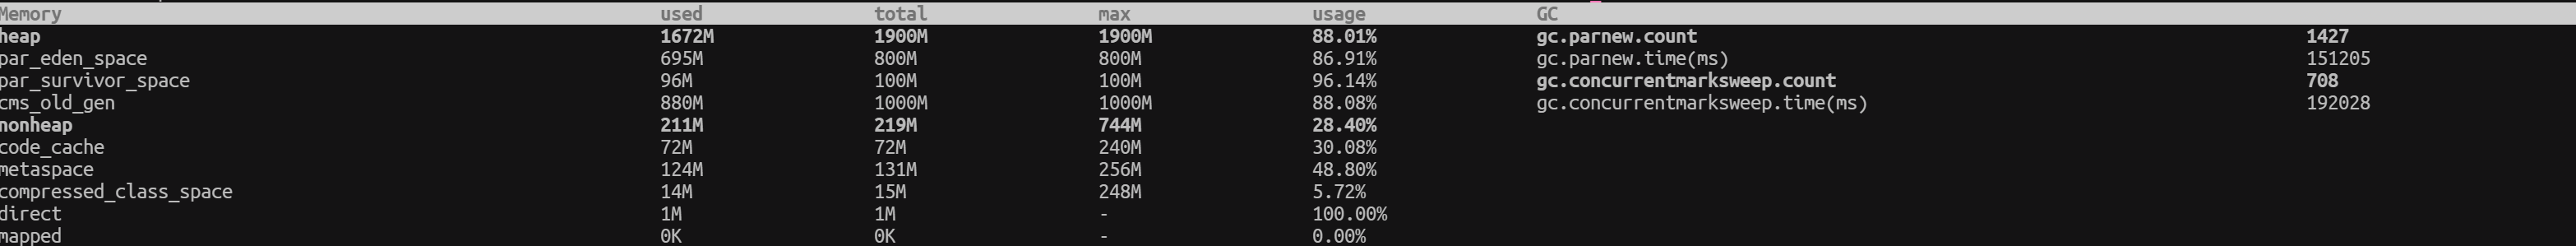 Memory used total max usage GC
heap 1672M 1900M 1900M 88.01% gc.parnew.count 1427
par_eden_space 695M 800M 800M 86.91% gc.parnew.time(ms) 151205
par_survivor_space 96M 100M 100M 96.14% gc.concurrentmarksweep.count 708
cms_old_gen 880M 1000M 1000M 88.08% gc.concurrentmarksweep.time(ms) 192028
nonheap 211M 219M 744M 28.40%
code_cache 72M 72M 240M 30.08%
metaspace 124M 131M 256M 48.80%
compressed_class_space 14M 15M 248M 5.72%
direct 1M 1M - 100.00%
mapped 0K 0K - 0.00%